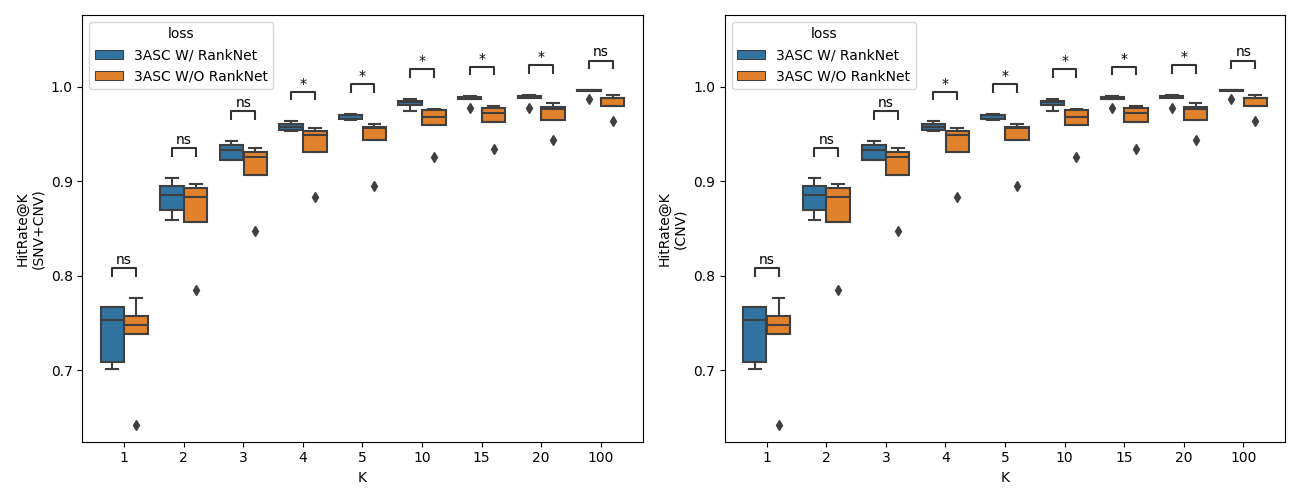 loss
3ASC W/ RankNet
3ASC W/O RankNet
HitRate@K
(SNV+CNV)
1.0
0.9
0.8
0.7
ns
ns
ns
*
*
*
*
*
ns
1 2 3 4 5 10 15 20 100
K
loss
3ASC W/ RankNet
3ASC W/O RankNet
HitRate@K
(CNV)
1.0
0.9
0.8
0.7
ns
ns
ns
*
*
*
*
*
ns
1 2 3 4 5 10 15 20 100
K